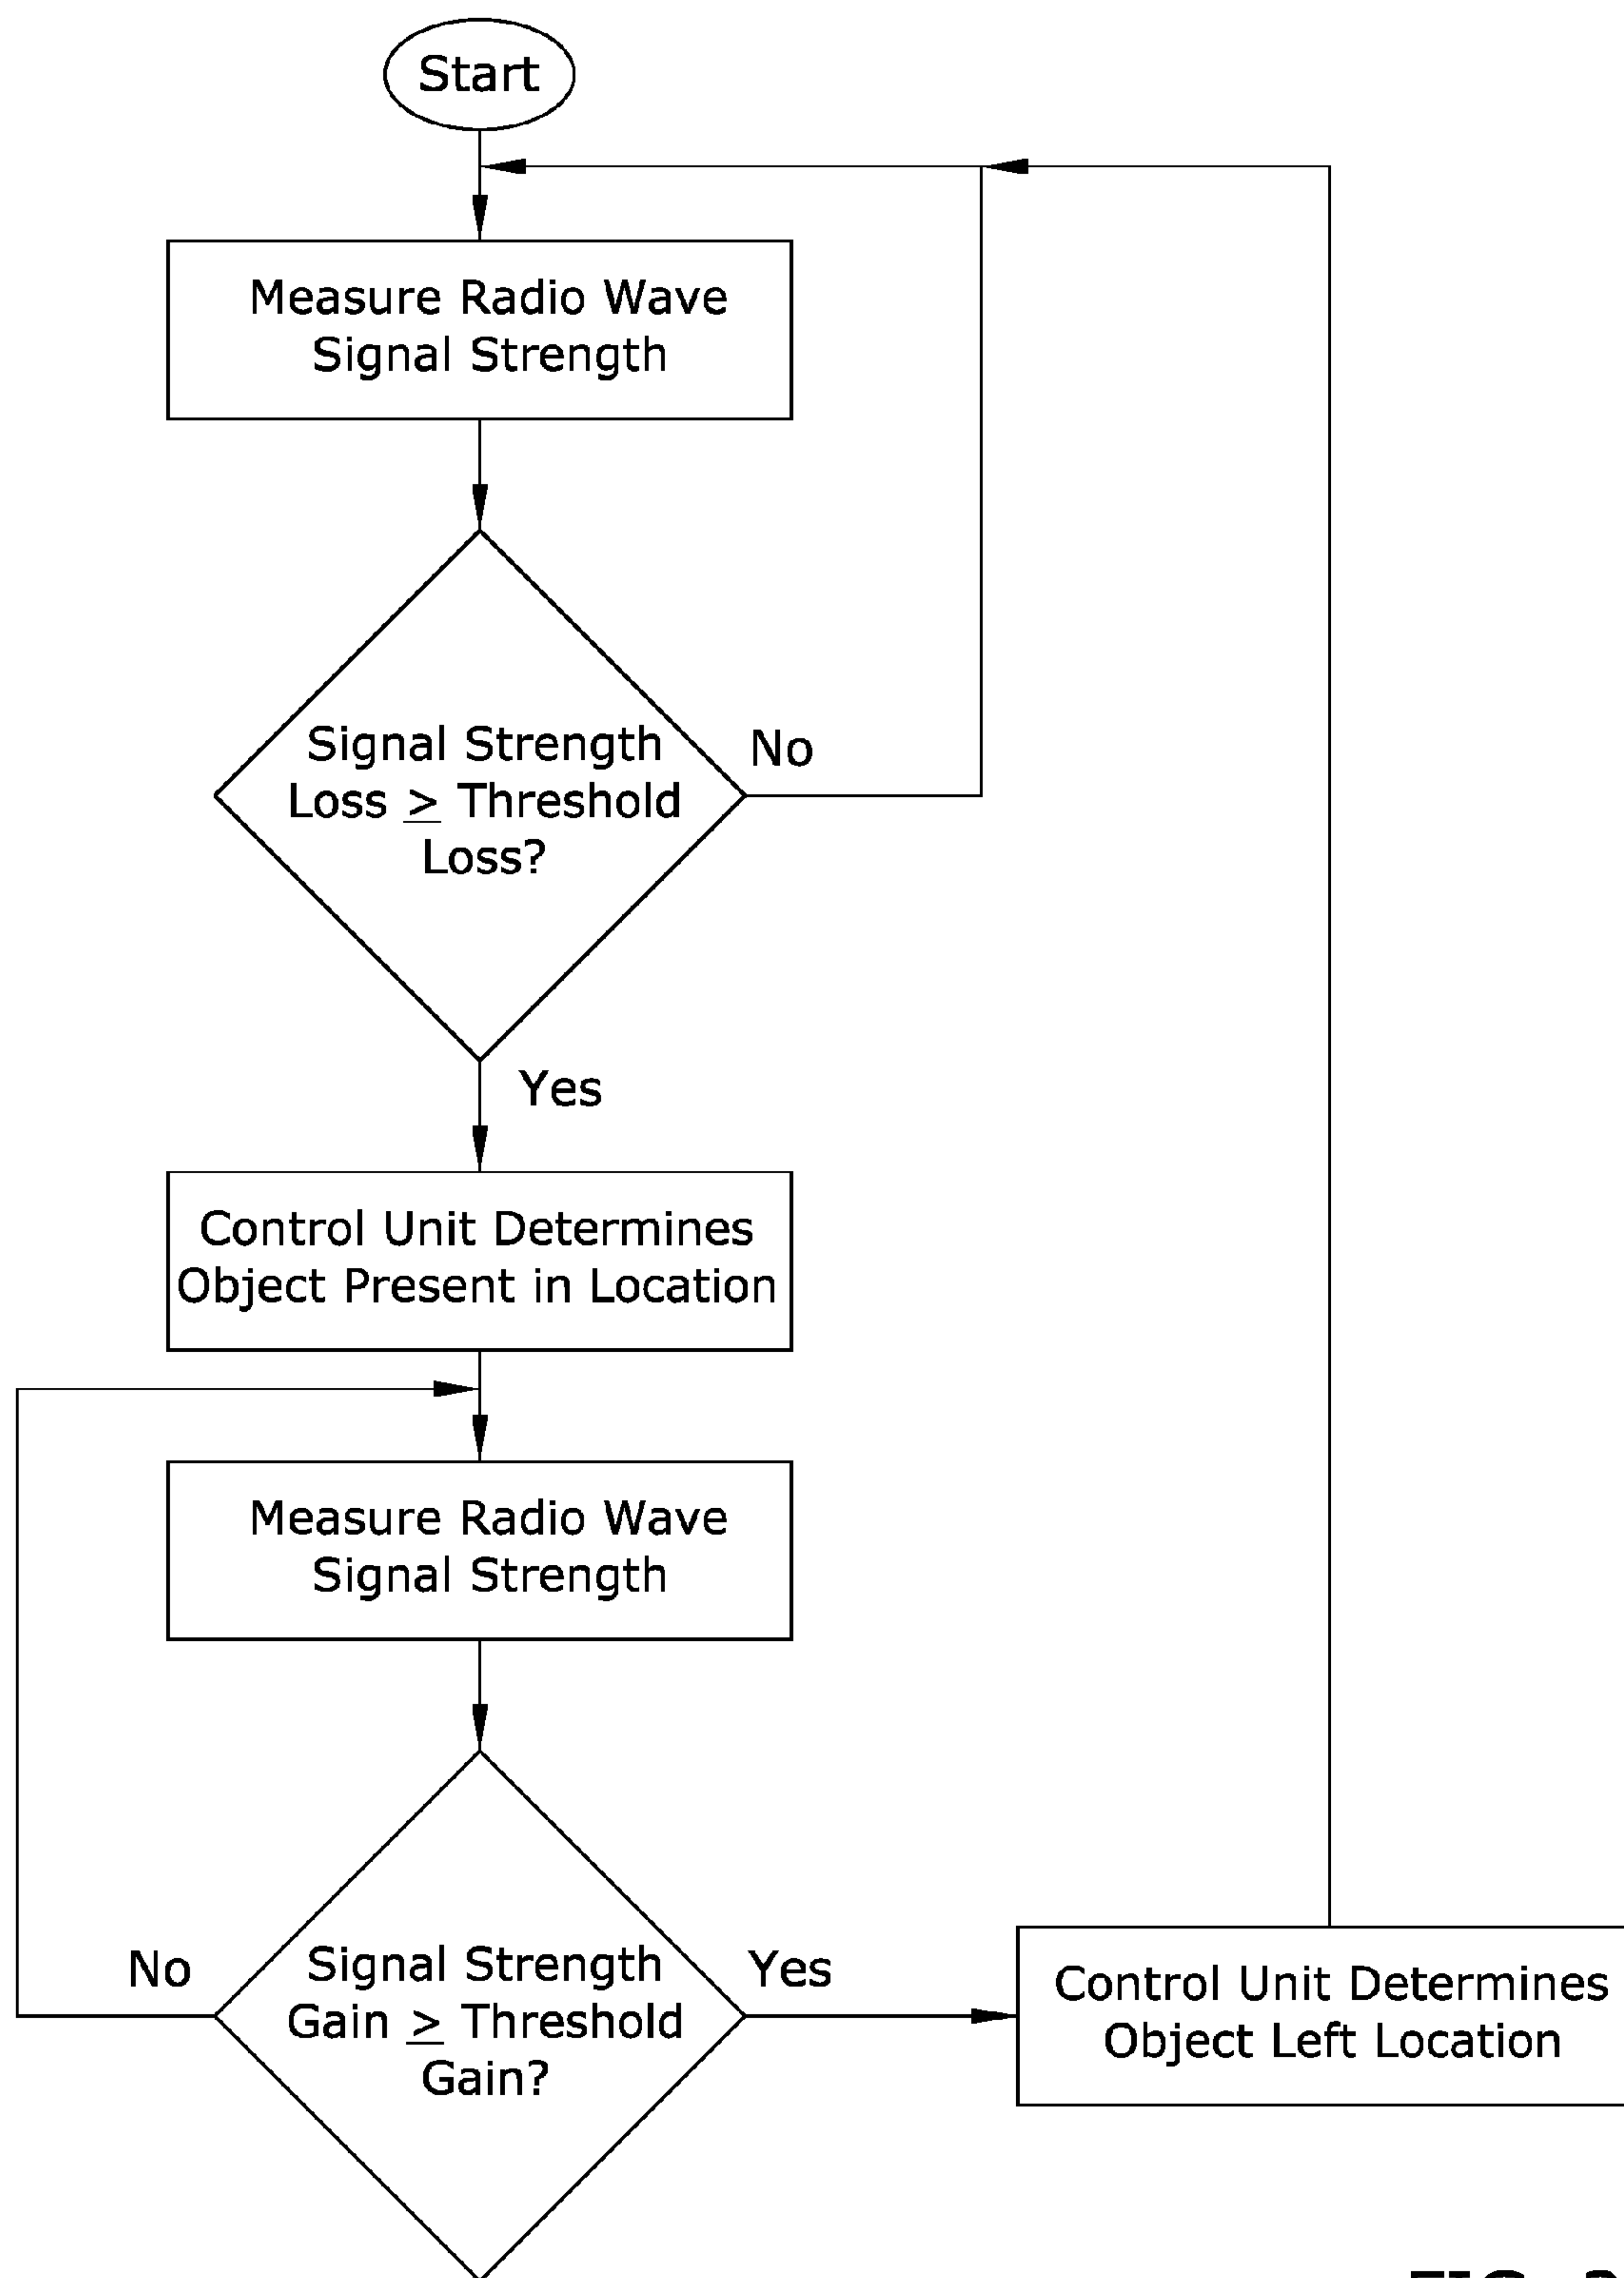 Start
Measure Radio Wave
Signal Strength
Signal Strength
Loss ≥ Threshold
Loss?
No
Yes
Control Unit Determines
Object Present in Location
Measure Radio Wave
Signal Strength
No
Signal Strength
Gain ≥ Threshold
Gain?
Yes
Control Unit Determines
Object Left Location